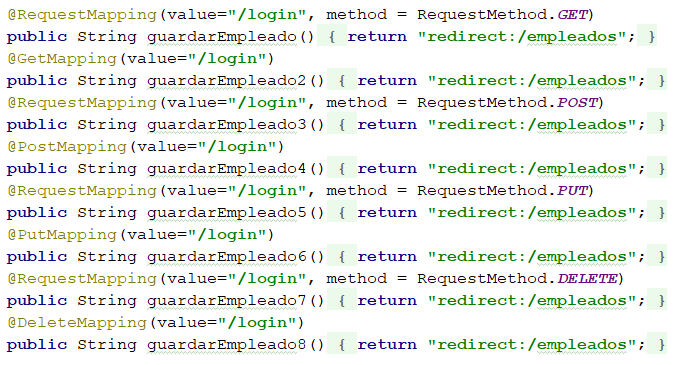 @RequestMapping(value="/login", method = RequestMethod.GET)
public String guardarEmpleado() { return "redirect:/empleados"; }
@GetMapping(value="/login")
public String guardarEmpleado2() { return "redirect:/empleados"; }
@RequestMapping(value="/login", method = RequestMethod.POST)
public String guardarEmpleado3() { return "redirect:/empleados"; }
@PostMapping(value="/login")
public String guardarEmpleado4() { return "redirect:/empleados"; }
@RequestMapping(value="/login", method = RequestMethod.PUT)
public String guardarEmpleado5() { return "redirect:/empleados"; }
@PutMapping(value="/login")
public String guardarEmpleado6() { return "redirect:/empleados"; }
@RequestMapping(value="/login", method = RequestMethod.DELETE)
public String guardarEmpleado7() { return "redirect:/empleados"; }
@DeleteMapping(value="/login")
public String guardarEmpleado8() { return "redirect:/empleados"; }